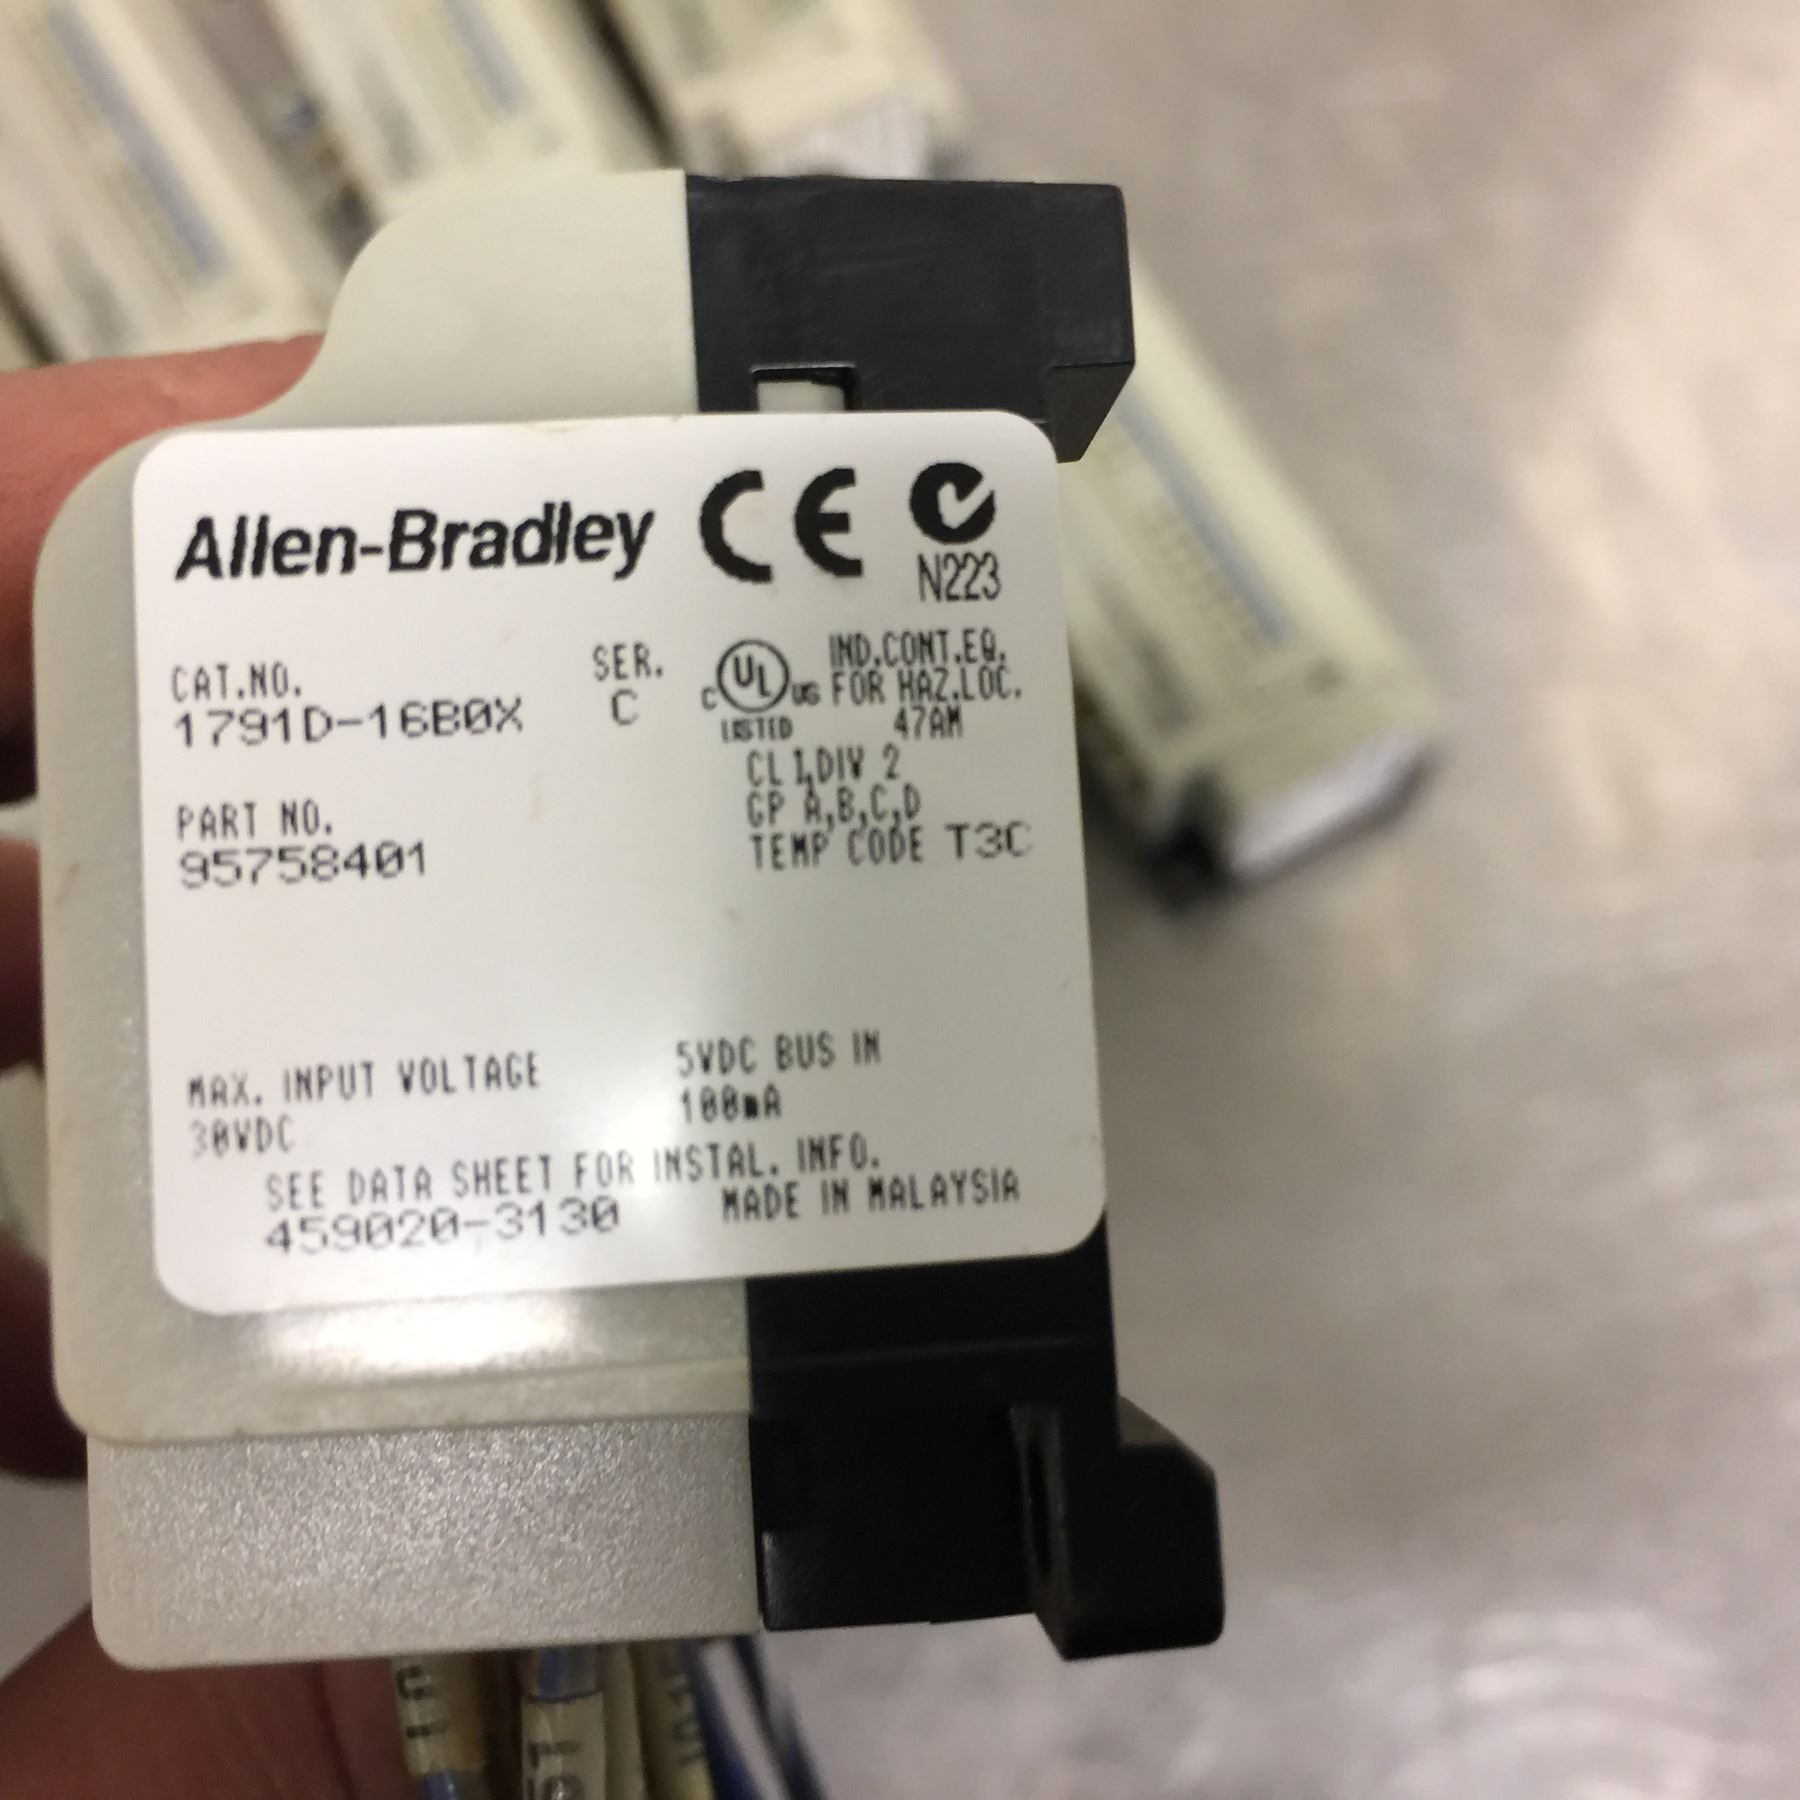 Allen-Bradley CE
N223
CAT.NO. SER.
1791D-16B0X C
C UL US LISTED
IND.CONT.EQ.
FOR HAZ.LOC.
47AM
CL I,DIV 2
GP A,B,C,D
TEMP CODE T3C
PART NO.
95758401
MAX. INPUT VOLTAGE
30VDC
5VDC BUS IN
100mA
SEE DATA SHEET FOR INSTAL. INFO.
459020-3130 MADE IN MALAYSIA